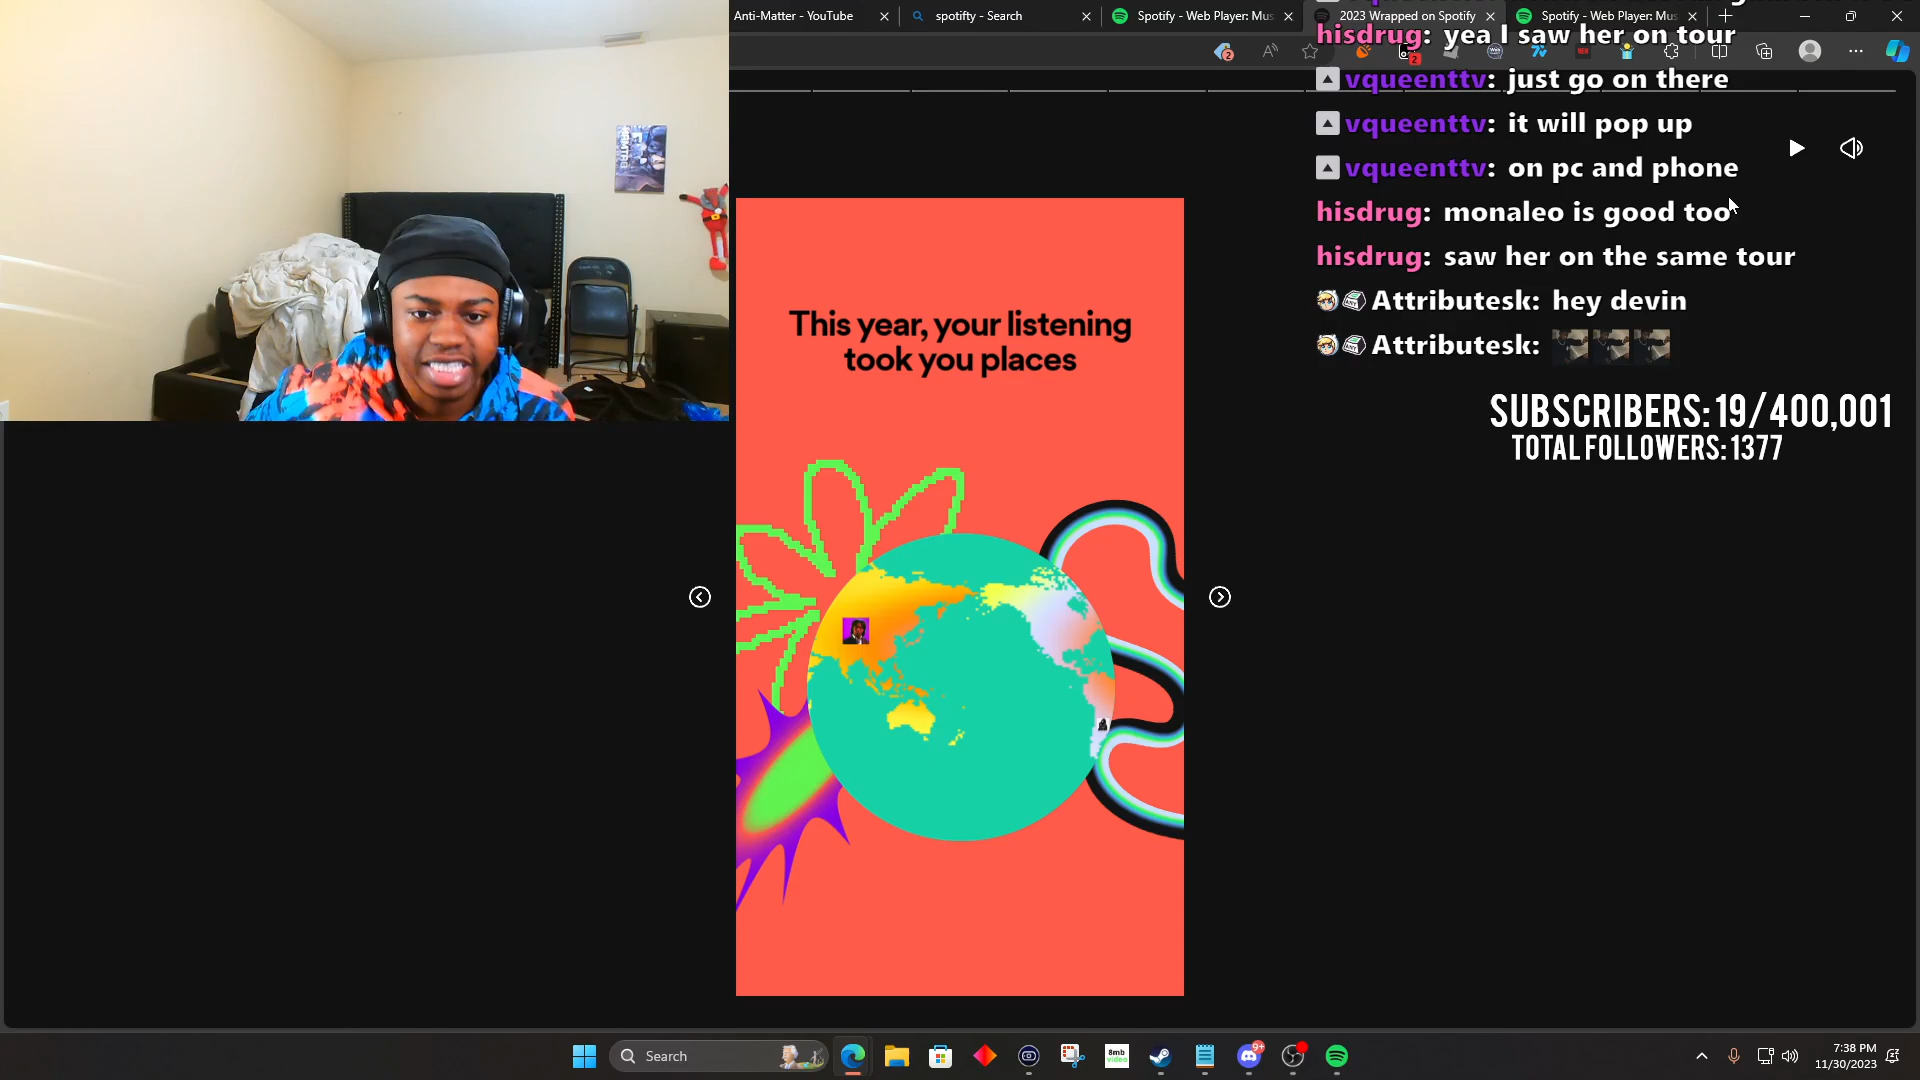 Anti-Matter - YouTube
spotifty - Search
Spotify - Web Player: Mus
2023 Wrapped on Spotify
Spotify - Web Player: Mus
hisdrug: yea I saw her on tour
vqueenttv: just go on there
vqueenttv: it will pop up
vqueenttv: on pc and phone
hisdrug: monaleo is good too
hisdrug: saw her on the same tour
Attributesk: hey devin
Attributesk:
SUBSCRIBERS: 19/400,001
TOTAL FOLLOWERS: 1377
This year, your listening
took you places
Search
8mb
video
9+
7:38 PM
11/30/2023